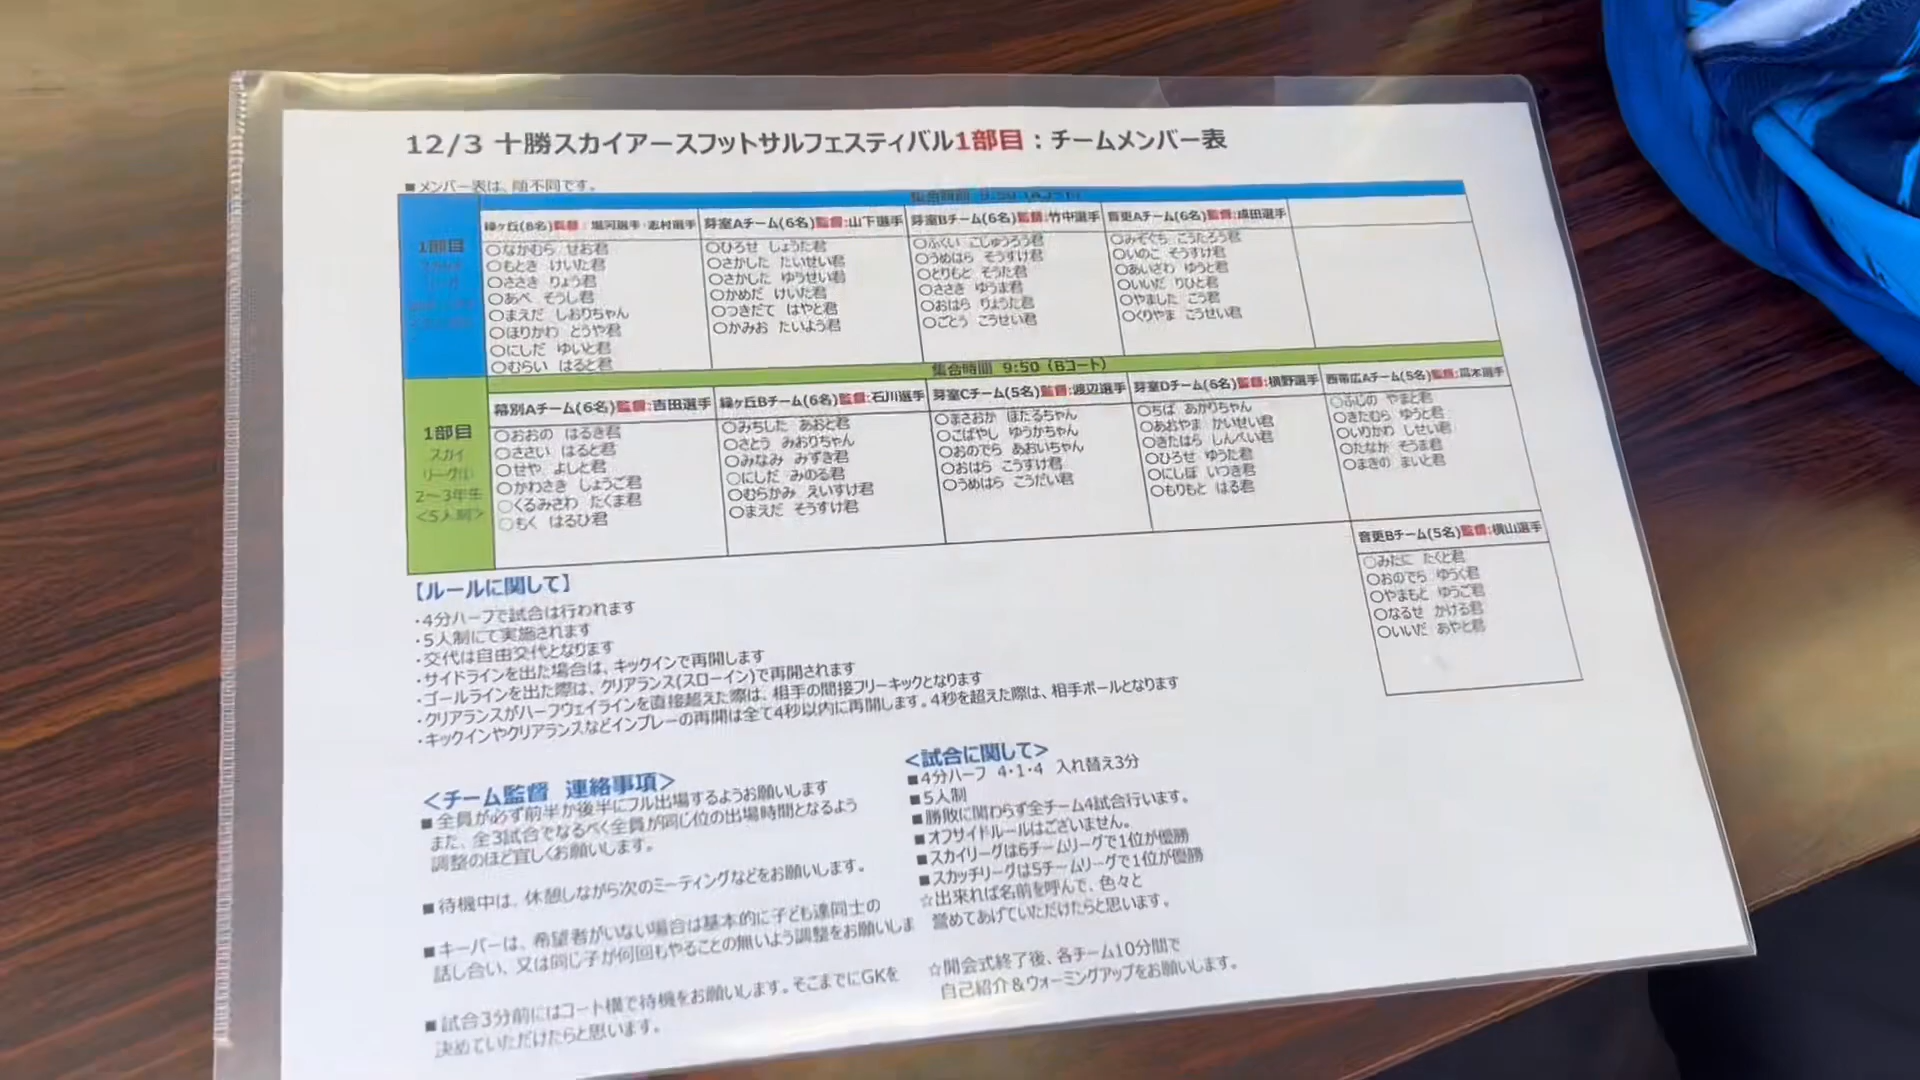 12/3 十勝スカイアースフットサルフェスティバル1部目：チームメンバー表
■メンバー表は、順不同です。
集合時間 9:50 (Aコート)
1部目
緑ヶ丘(8名)監督：堀河選手・志村選手
○なかむら せお君
○もとき けいた君
○ささき りょう君
○あべ そうし君
○まえだ しおりちゃん
○ほりかわ とうや君
○にしだ ゆいと君
○むらい はると君
芽室Aチーム(6名)監督:山下選手
○ひろせ しょうた君
○さかした たいせい君
○さかした ゆうせい君
○かめだ けいた君
○つきだて はやと君
○かみお たいよう君
芽室Bチーム(6名)監督:竹中選手
○ふくい こじゅうろう君
○うめはら そうすけ君
○とりもと そうた君
○ささき ゆうま君
○おはら りょうた君
○ごとう こうせい君
音更Aチーム(6名)監督:成田選手
○みぞぐち こうたろう君
○いのこ そうすけ君
○あいざわ ゆうと君
○いいだ りひと君
○やました こう君
○くりやま こうせい君
集合時間 9:50（Bコート）
1部目
スカイ
リーグU
2～3年生
<5人制>
幕別Aチーム(6名)監督:吉田選手
○おおの はるき君
○ささい はると君
○せや よしと君
○かわさき しょうご君
○くるみさわ たくま君
○もく はるひ君
緑ヶ丘Bチーム(6名)監督:石川選手
○みちした あおと君
○さとう みおりちゃん
○みなみ みずき君
○にしだ みのる君
○むらかみ えいすけ君
○まえだ そうすけ君
芽室Cチーム(5名)監督:渡辺選手
○まさおか ほたるちゃん
○こばやし ゆうかちゃん
○おのでら あおいちゃん
○おはら こうすけ君
○うめはら こうだい君
芽室Dチーム(6名)監督:横野選手
○ちば あかりちゃん
○あおやま かいせい君
○きたはら しんぺい君
○ひろせ ゆうた君
○にしぼ いつき君
○もりもと はる君
西帯広Aチーム(5名)監督:高本選手
○ふじの やまと君
○きたむら ゆうと君
○いりかわ しせい君
○たなか そうま君
○まきの まいと君
音更Bチーム(5名)監督:横山選手
○みたに たくと君
○おのでら ゆうく君
○やまもと ゆうご君
○なるせ かける君
○いいだ あやと君
【ルールに関して】
・4分ハーフで試合は行われます
・5人制にて実施されます
・交代は自由交代となります
・サイドラインを出た場合は、キックインで再開します
・ゴールラインを出た際は、クリアランス(スローイン)で再開されます
・クリアランスがハーフウェイラインを直接超えた際は、相手の間接フリーキックとなります
・キックインやクリアランスなどインプレーの再開は全て4秒以内に再開します。4秒を超えた際は、相手ボールとなります
<チーム監督 連絡事項>
■全員が必ず前半か後半にフル出場するようお願いします
また、全3試合でなるべく全員が同じ位の出場時間となるよう
調整のほど宜しくお願いします。
■待機中は、休憩しながら次のミーティングなどをお願いします。
■キーパーは、希望者がいない場合は基本的に子ども達同士の
話し合い、又は同じ子が何回もやることの無いよう調整をお願いしま
■試合3分前にはコート横で待機をお願いします。そこまでにGKを
決めていただけたらと思います。
<試合に関して>
■4分ハーフ 4・1・4 入れ替え3分
■5人制
■勝敗に関わらず全チーム4試合行います。
■オフサイドルールはございません。
■スカイリーグは6チームリーグで1位が優勝
■スカッチリーグは5チームリーグで1位が優勝
☆出来れば名前を呼んで、色々と
誉めてあげていただけたらと思います。
☆開会式終了後、各チーム10分間で
自己紹介＆ウォーミングアップをお願いします。